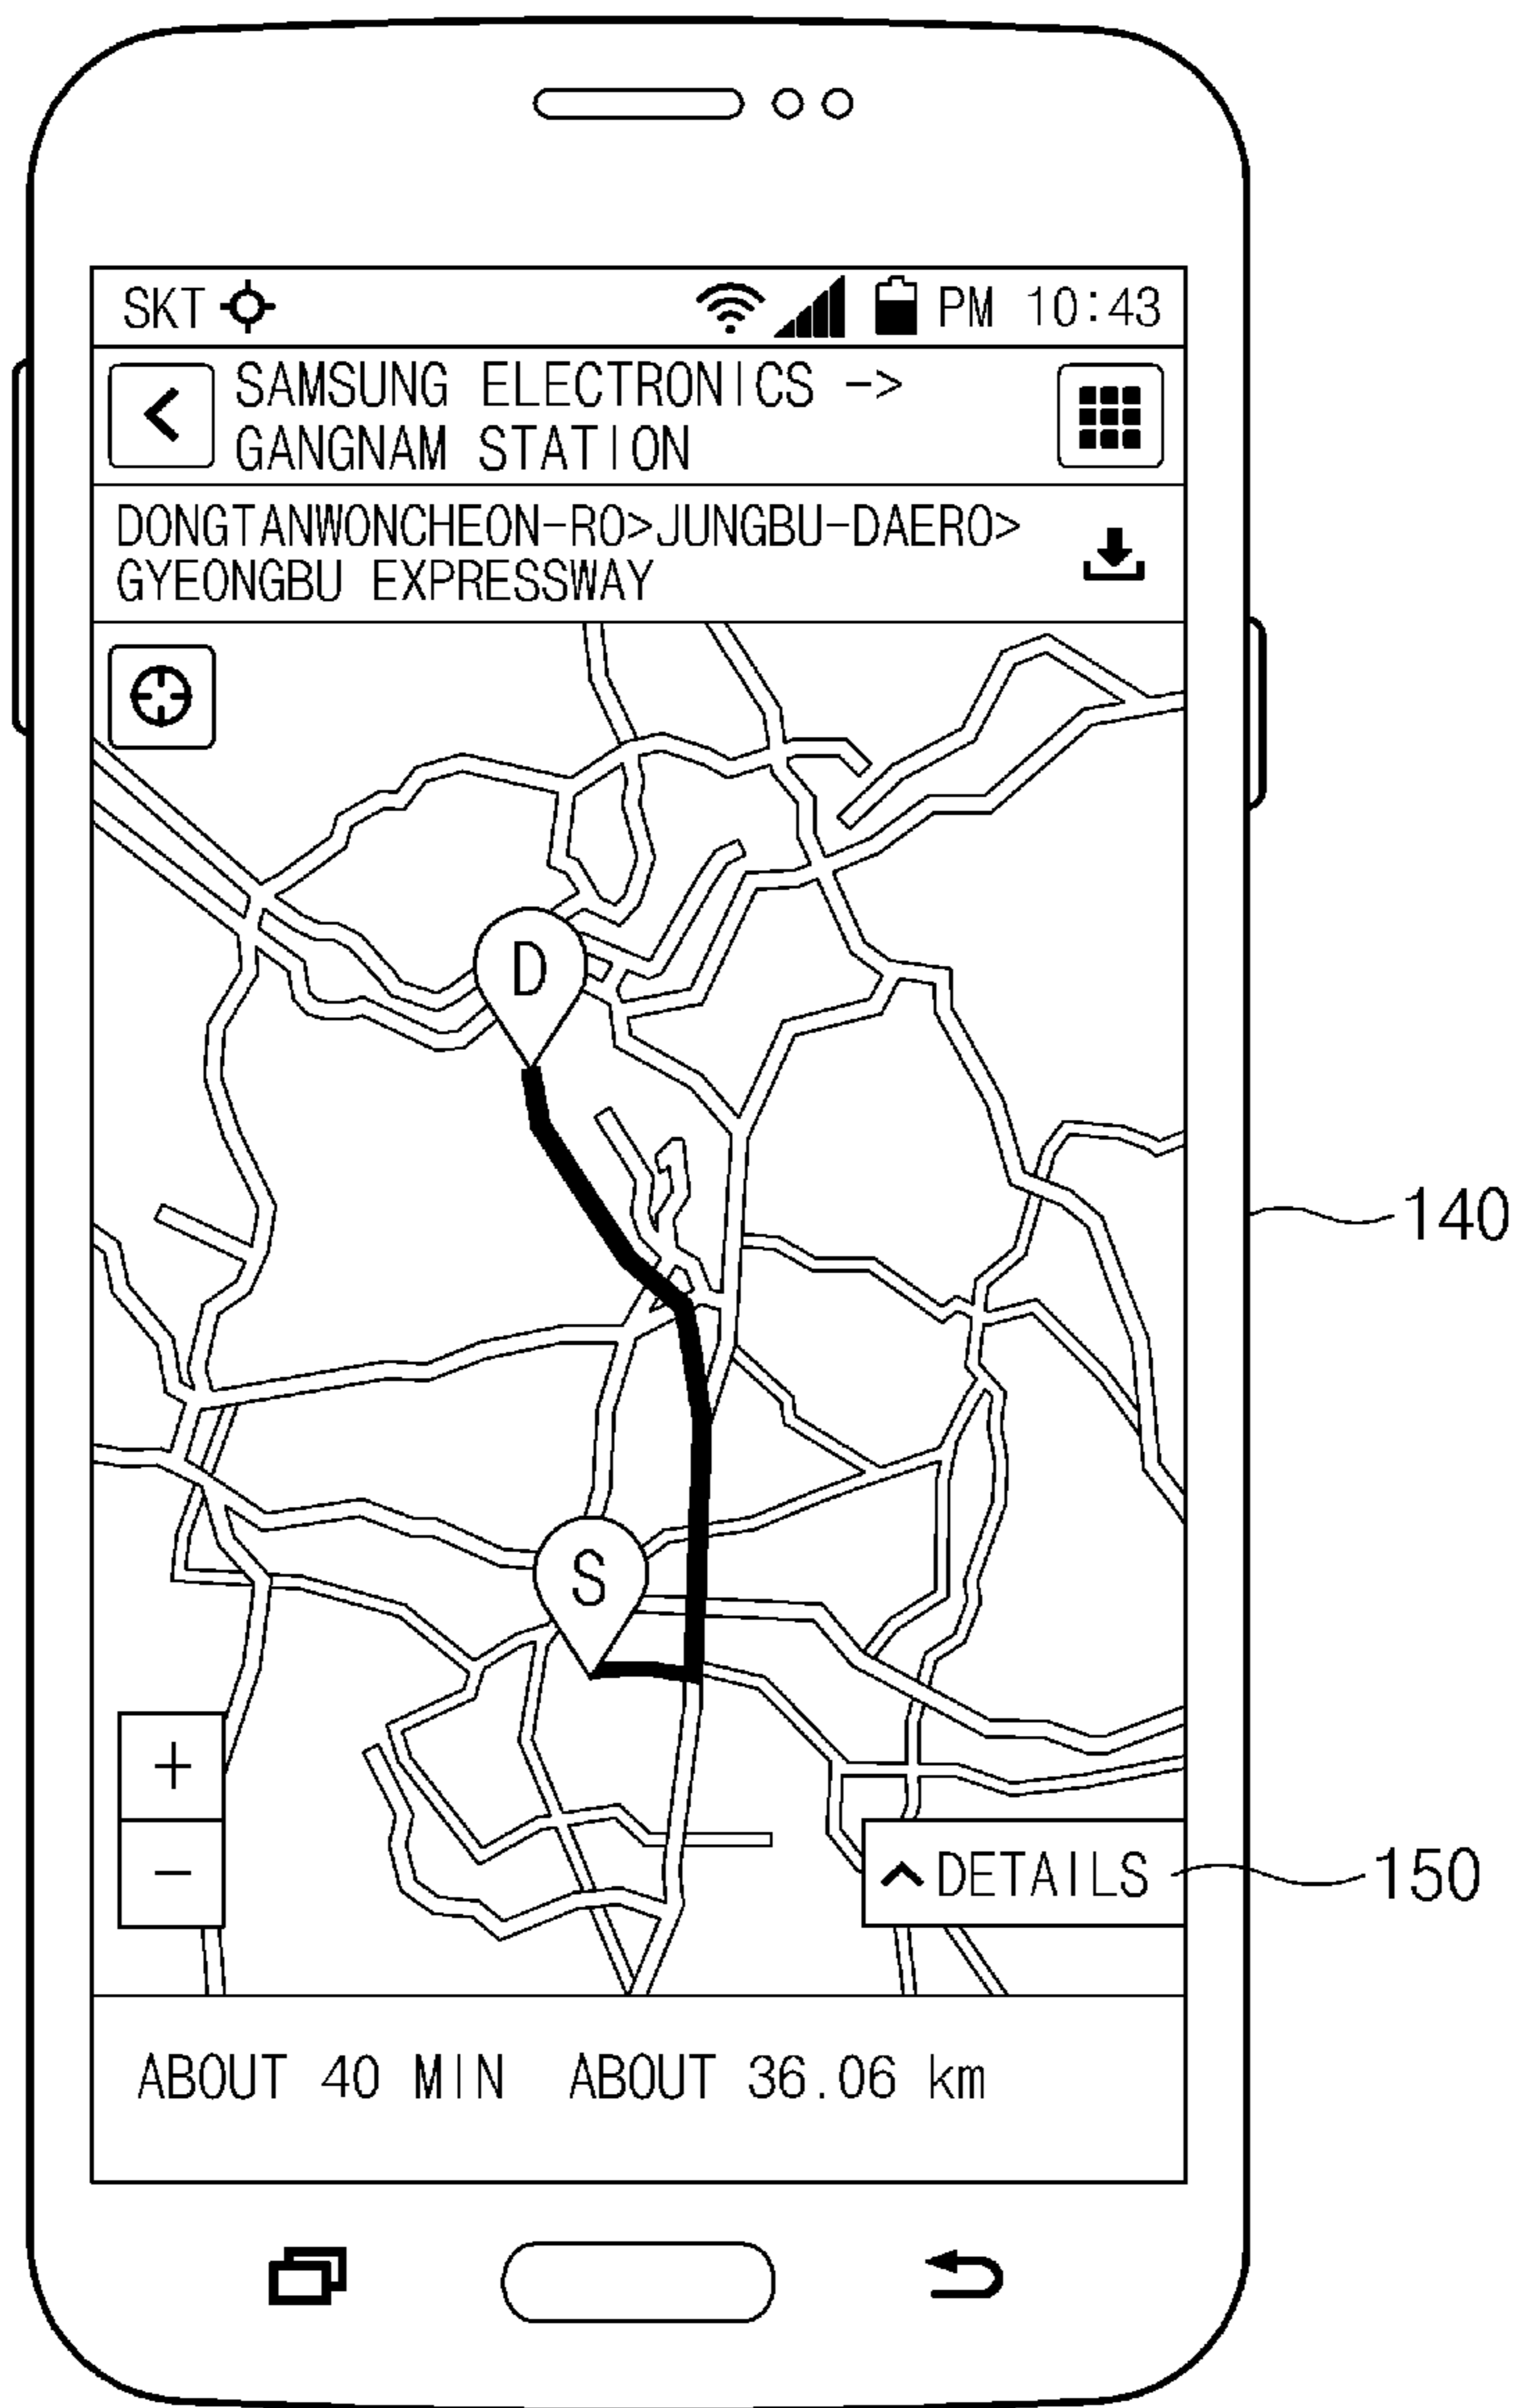 SKT PM 10:43
SAMSUNG ELECTRONICS ->
GANGNAM STATION
DONGTANWONCHEON-RO>JUNGBU-DAERO>
GYEONGBU EXPRESSWAY
D
140
S
+
-
DETAILS
150
ABOUT 40 MIN ABOUT 36.06 km